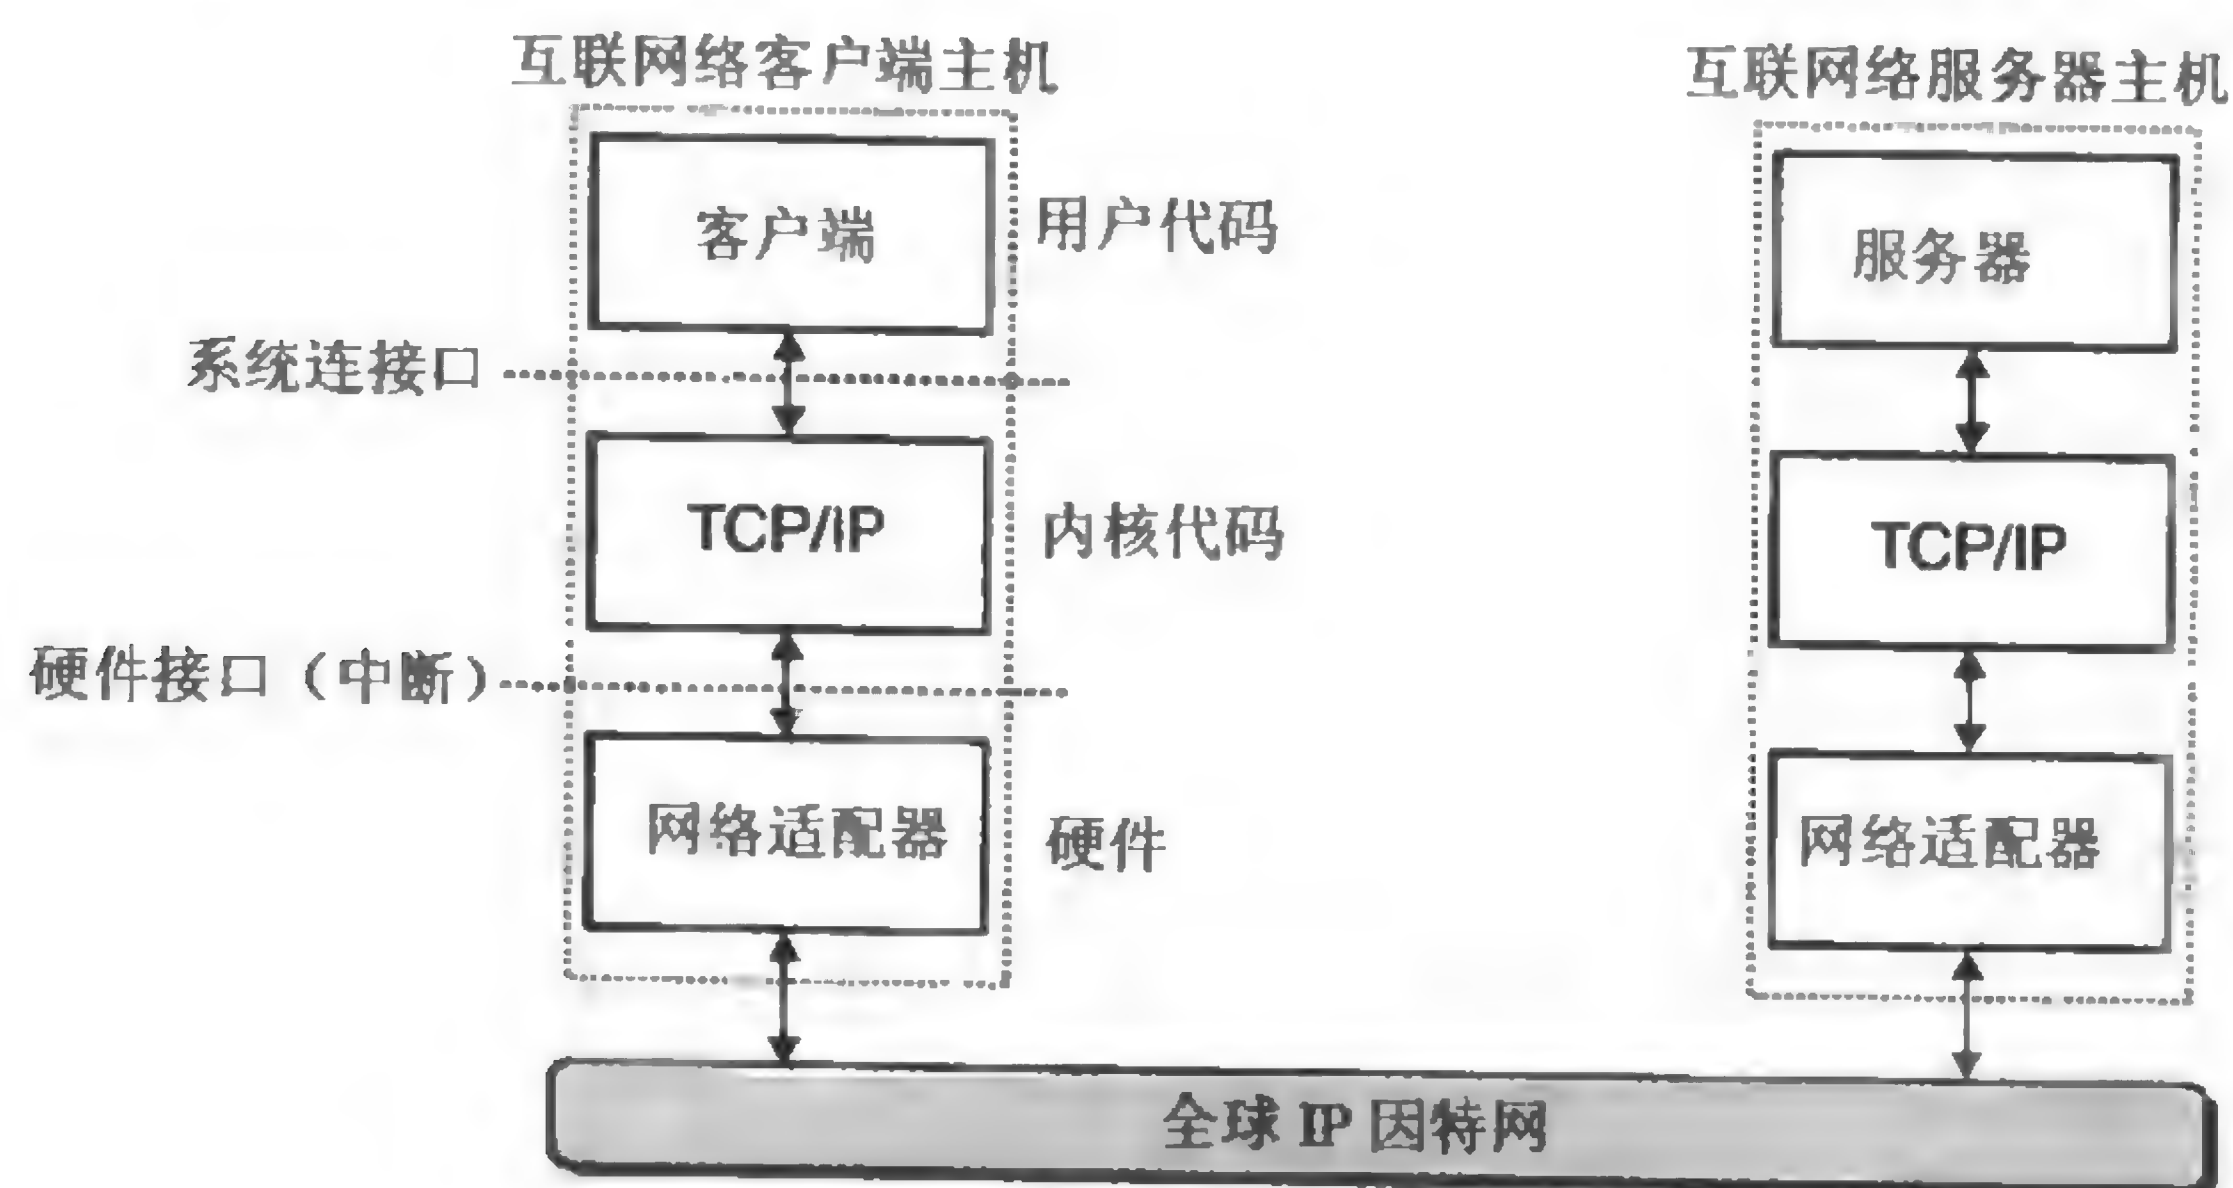 互联网络客户端主机
互联网络服务器主机
客户端
用户代码
服务器
系统连接口
TCP/IP
内核代码
TCP/IP
硬件接口（中断）
网络适配器
硬件
网络适配器
全球 IP 因特网